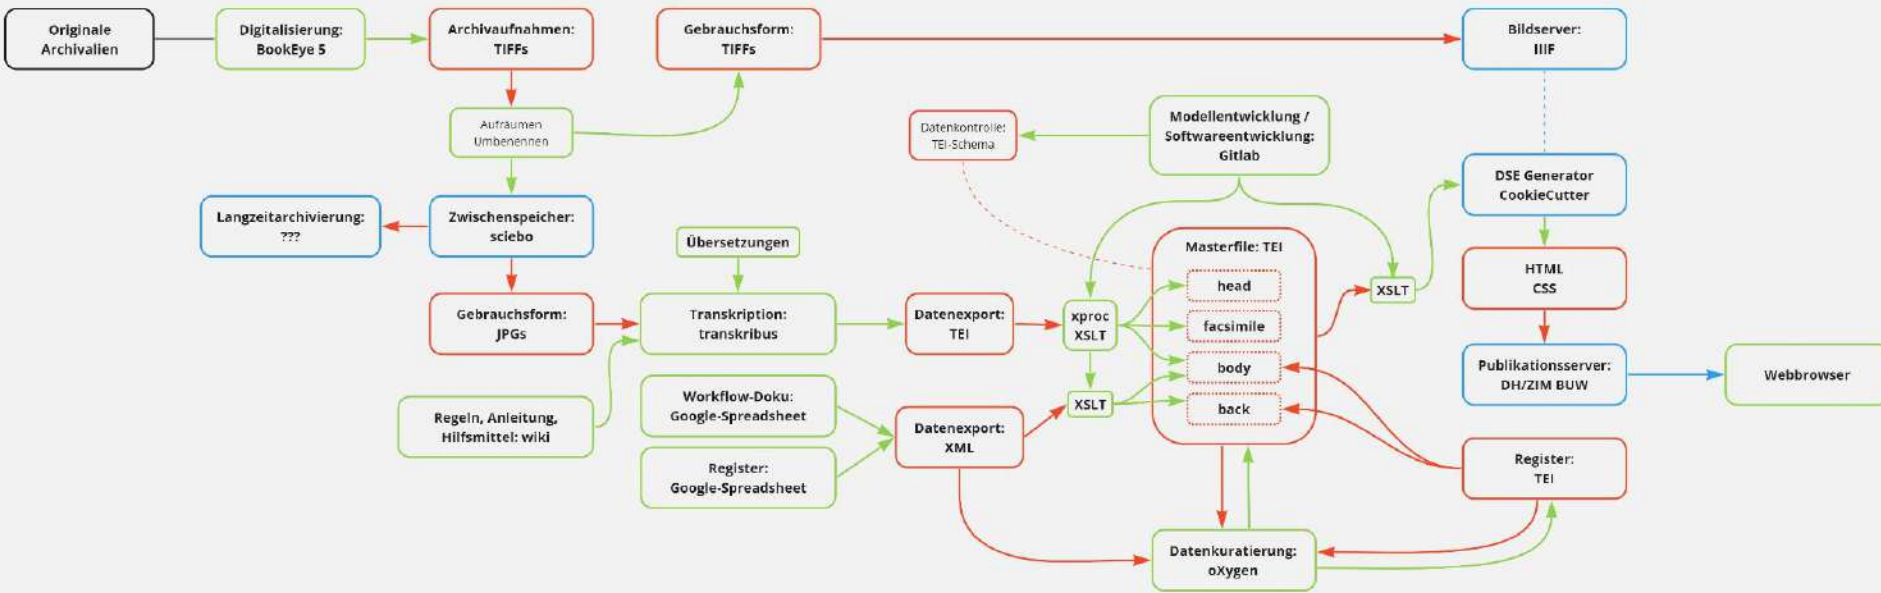 Originale
Archivalien
Digitalisierung:
BookEye 5
Archivaufnahmen:
TIFFs
Gebrauchsform:
TIFFs
Bildserver:
IIIF
Aufräumen
Umbenennen
Datenkontrolle:
TEI-Schema
Modellentwicklung /
Softwareentwicklung:
Gitlab
DSE Generator
CookieCutter
Langzeitarchivierung:
???
Zwischenspeicher:
sciebo
Übersetzungen
Masterfile: TEI
head
facsimile
body
back
XSLT
HTML
CSS
Gebrauchsform:
JPGs
Transkription:
transkribus
Datenexport:
TEI
xproc
XSLT
Publikationsserver:
DH/ZIM BUW
Webbrowser
Regeln, Anleitung,
Hilfsmittel: wiki
Workflow-Doku:
Google-Spreadsheet
XSLT
Datenexport:
XML
Register:
Google-Spreadsheet
Register:
TEI
Datenkuratierung:
oXygen